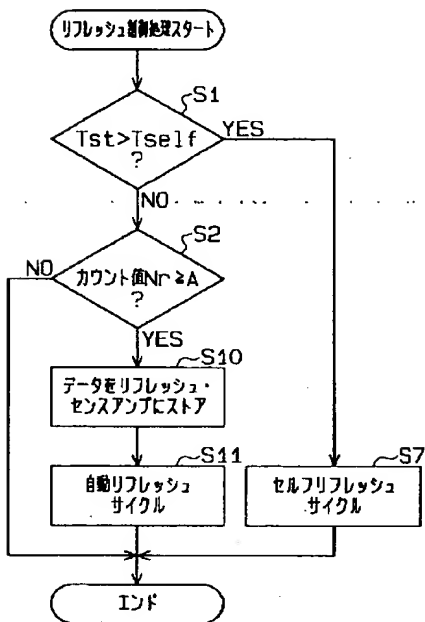 リフレッシュ制御処理スタート
S1
Tst>Tself
?
YES
NO
S2
NO
カウント値Nr≧A
?
YES
S10
データをリフレッシュ・
センスアンプにストア
S11
自動リフレッシュ
サイクル
S7
セルフリフレッシュ
サイクル
エンド